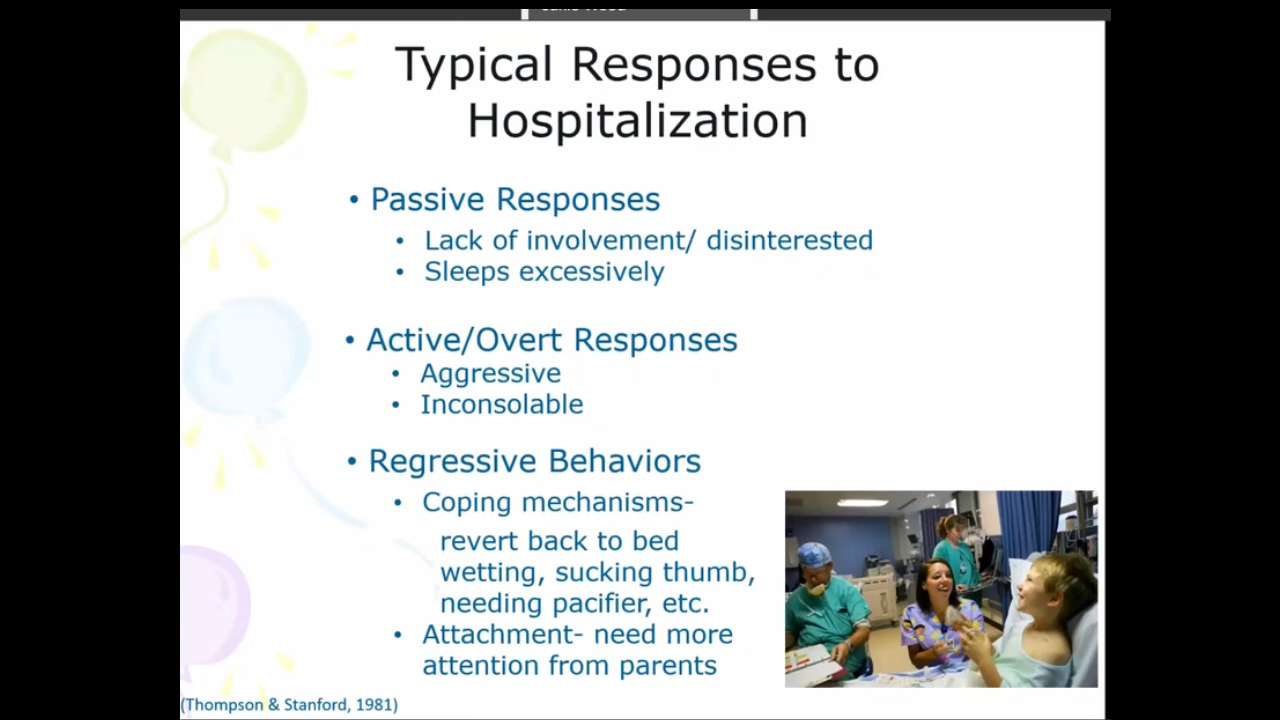 Typical Responses to
Hospitalization
• Passive Responses
• Lack of involvement/ disinterested
• Sleeps excessively
• Active/Overt Responses
• Aggressive
• Inconsolable
• Regressive Behaviors
• Coping mechanisms-
revert back to bed
wetting, sucking thumb,
needing pacifier, etc.
• Attachment- need more
attention from parents
(Thompson & Stanford, 1981)